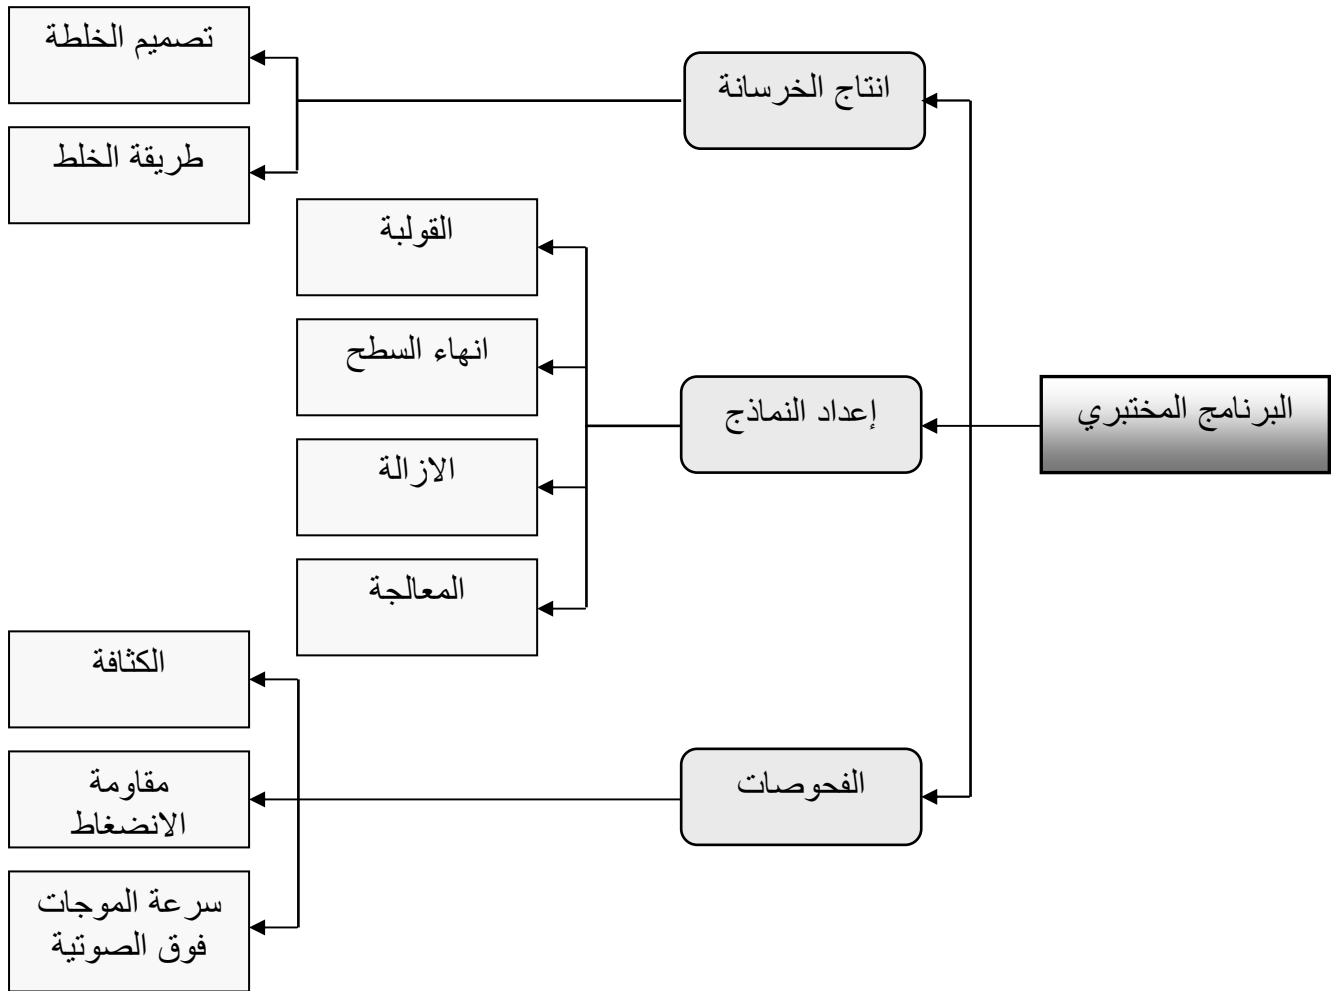 تصميم الخلطة
انتاج الخرسانة
طريقة الخلط
القولبة
انهاء السطح
إعداد النماذج
البرنامج المختبري
الازالة
المعالجة
الكثافة
الفحوصات
مقاومة
الانضغاط
سرعة الموجات
فوق الصوتية